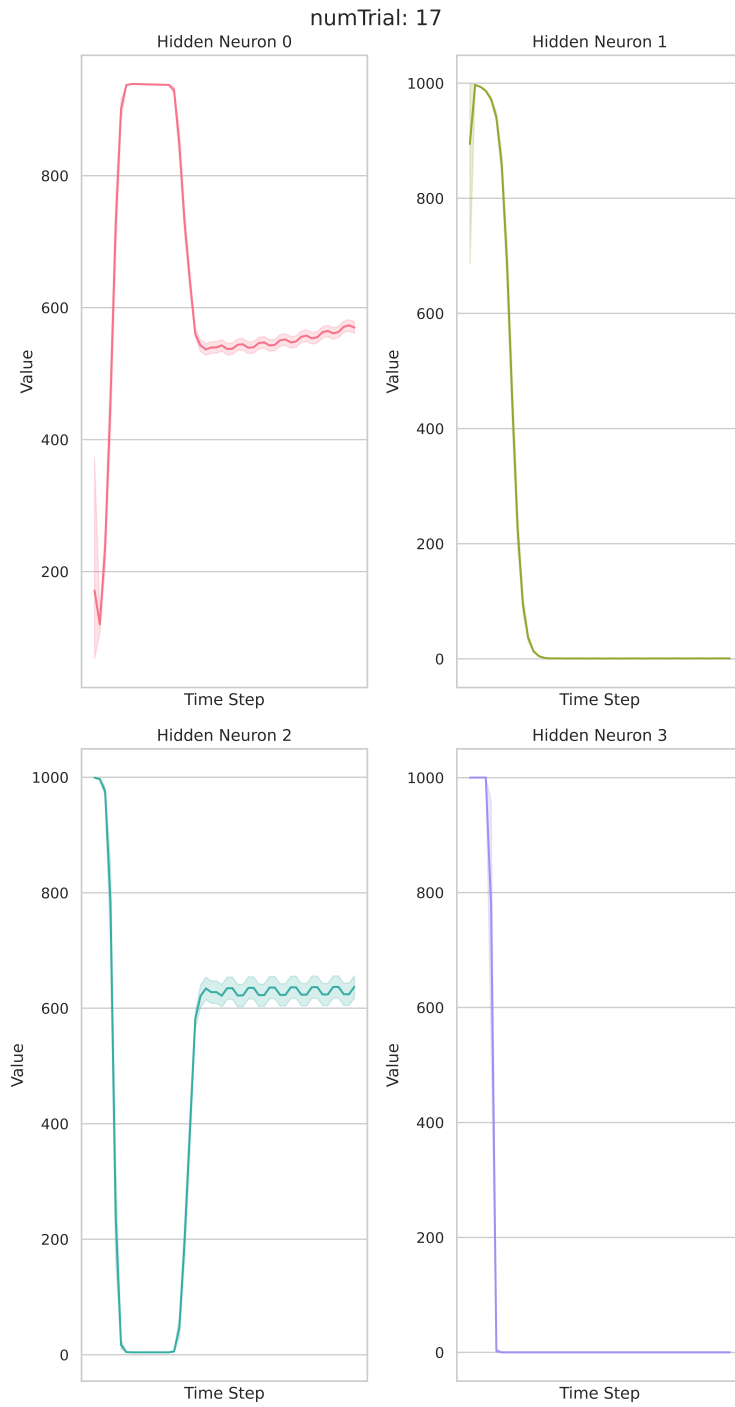 numTrial: 17
Hidden Neuron 0
Hidden Neuron 1
800
600
400
200
Value
Time Step
1000
800
600
400
200
0
Value
Time Step
Hidden Neuron 2
Hidden Neuron 3
1000
800
600
400
200
0
Value
Time Step
1000
800
600
400
200
0
Value
Time Step